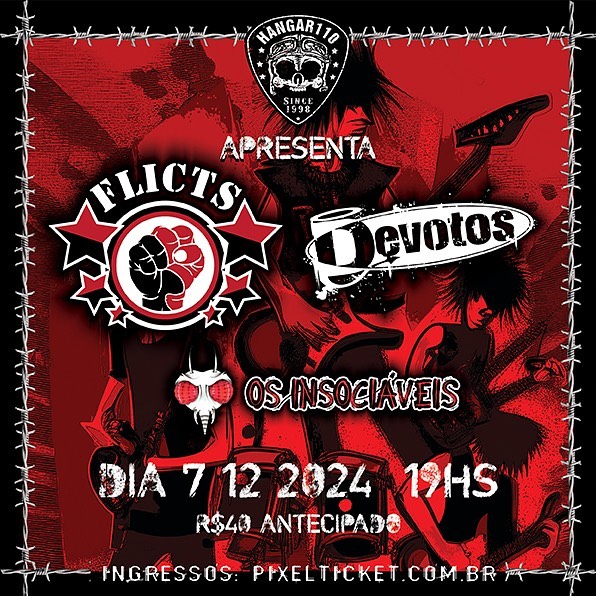 HANGAR110
SINCE
1998
APRESENTA
FLICTS
Devotos
OS INSOCIÁVEIS
DIA 7 12 2024 19HS
R$40 ANTECIPADO
INGRESSOS: PIXELTICKET.COM.BR